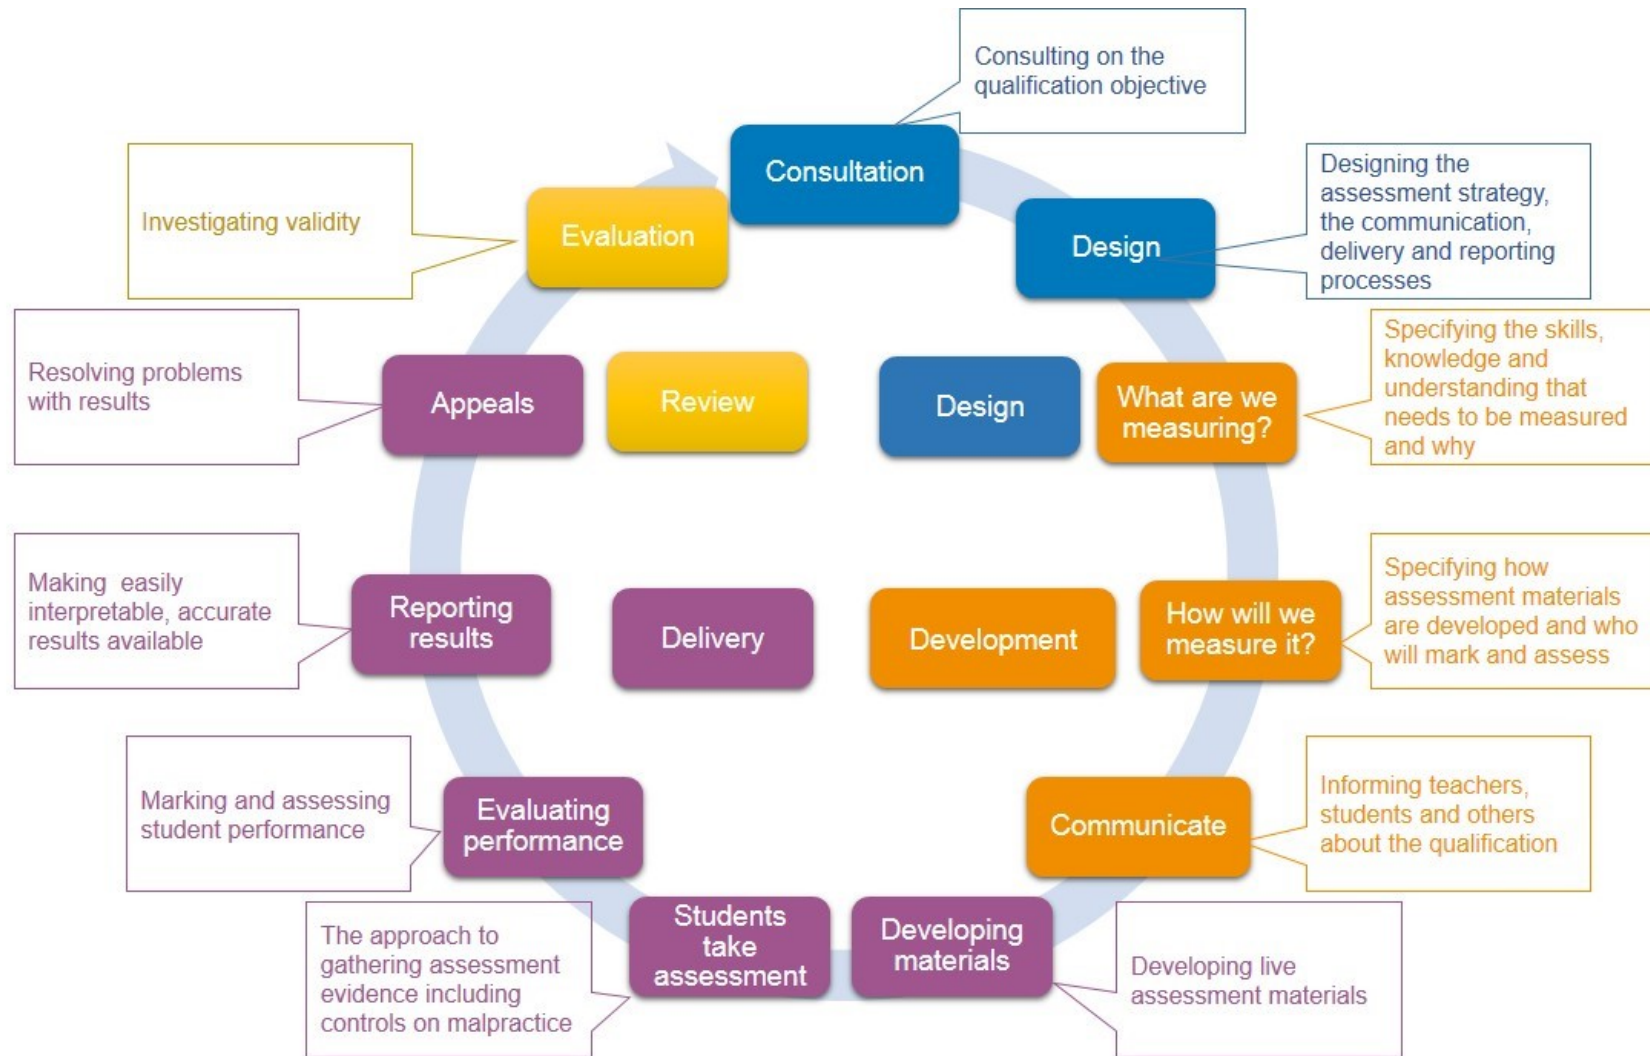 Consulting on the
qualification objective
Consultation
Designing the
assessment strategy,
the communication,
delivery and reporting
processes
Design
Investigating validity
Evaluation
Specifying the skills,
knowledge and
understanding that
needs to be measured
and why
What are we
measuring?
Design
Review
Appeals
Resolving problems
with results
Specifying how
assessment materials
are developed and who
will mark and assess
How will we
measure it?
Development
Delivery
Reporting
results
Making easily
interpretable, accurate
results available
Informing teachers,
students and others
about the qualification
Communicate
Evaluating
performance
Marking and assessing
student performance
Developing live
assessment materials
Developing
materials
Students
take
assessment
The approach to
gathering assessment
evidence including
controls on malpractice